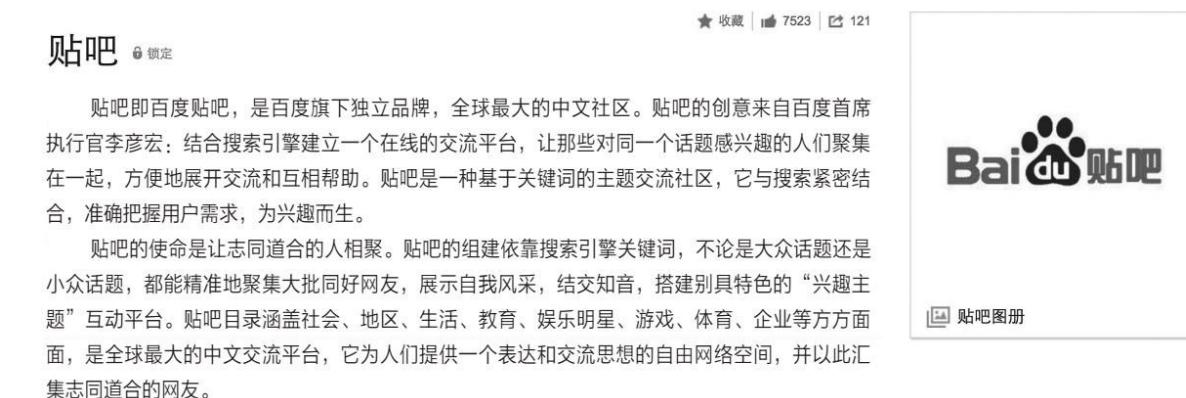 收藏 7523 121
贴吧 锁定
贴吧即百度贴吧，是百度旗下独立品牌，全球最大的中文社区。贴吧的创意来自百度首席
执行官李彦宏：结合搜索引擎建立一个在线的交流平台，让那些对同一个话题感兴趣的人们聚集
在一起，方便地展开交流和互相帮助。贴吧是一种基于关键词的主题交流社区，它与搜索紧密结
合，准确把握用户需求，为兴趣而生。
贴吧的使命是让志同道合的人相聚。贴吧的组建依靠搜索引擎关键词，不论是大众话题还是
小众话题，都能精准地聚集大批同好网友，展示自我风采，结交知音，搭建别具特色的“兴趣主
题”互动平台。贴吧目录涵盖社会、地区、生活、教育、娱乐明星、游戏、体育、企业等方方面
面，是全球最大的中文交流平台，它为人们提供一个表达和交流思想的自由网络空间，并以此汇
集志同道合的网友。
Bai du 贴吧
贴吧图册